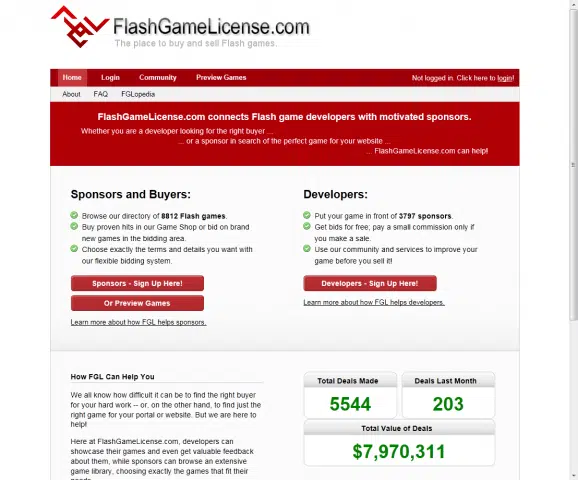 FlashGameLicense.com
The place to buy and sell Flash games.
Home Login Community Preview Games Not logged in. Click here to login!
About FAQ FGLopedia
FlashGameLicense.com connects Flash game developers with motivated sponsors.
Whether you are a developer looking for the right buyer ...
... or a sponsor in search of the perfect game for your website ...
... FlashGameLicense.com can help!
Sponsors and Buyers:
Browse our directory of 8812 Flash games.
Buy proven hits in our Game Shop or bid on brand
new games in the bidding area.
Choose exactly the terms and details you want with
our flexible bidding system.
Sponsors - Sign Up Here!
Or Preview Games
Learn more about how FGL helps sponsors.
Developers:
Put your game in front of 3797 sponsors.
Get bids for free; pay a small commission only if
you make a sale.
Use our community and services to improve your
game before you sell it!
Developers - Sign Up Here!
Learn more about how FGL helps developers.
How FGL Can Help You
We all know how difficult it can be to find the right buyer
for your hard work -- or, on the other hand, to find just the
right game for your portal or website. But we are here to
help!
Here at FlashGameLicense.com, developers can
showcase their games and even get valuable feedback
about them, while sponsors can browse an extensive
game library, choosing exactly the games that fit their
Total Deals Made
5544
Deals Last Month
203
Total Value of Deals
$7,970,311